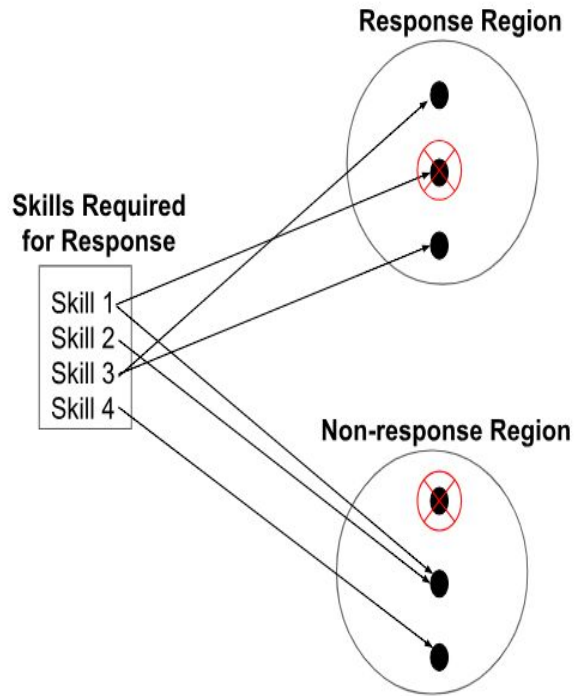 Response Region
Skills Required
for Response
Skill 1
Skill 2
Skill 3
Skill 4
Non-response Region